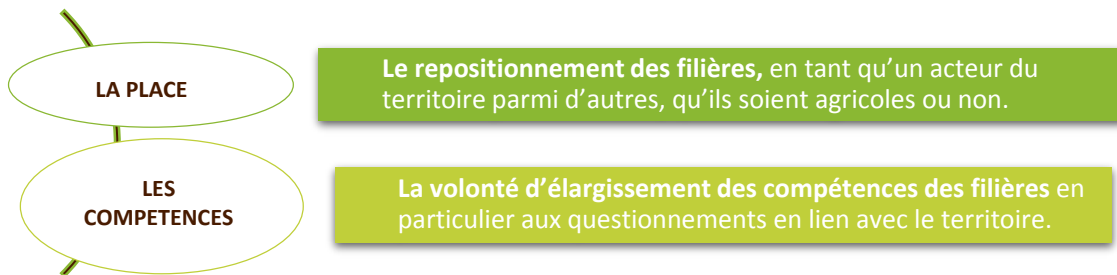 LA PLACE
Le repositionnement des filières, en tant qu'un acteur du
territoire parmi d'autres, qu'ils soient agricoles ou non.
LES
COMPETENCES
La volonté d'élargissement des compétences des filières en
particulier aux questionnements en lien avec le territoire.